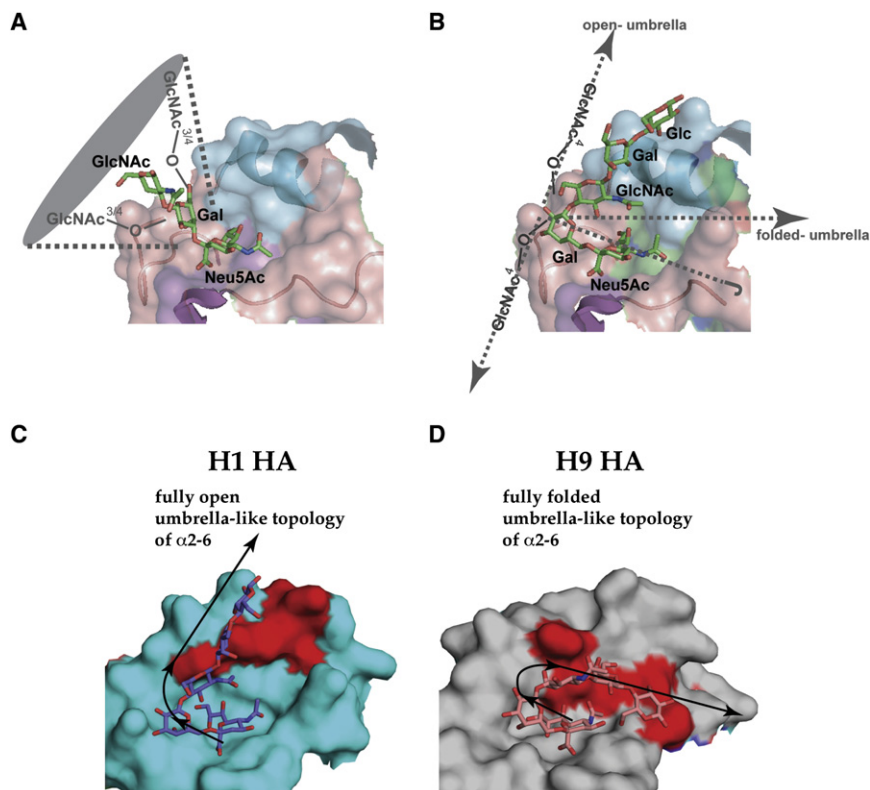 A
GlcNAc
3/4
O
GlcNAc
Gal
GlcNAc
3/4
O
Neu5Ac
B
open- umbrella
GlcNAc
4
O
Glc
Gal
GlcNAc
O
folded- umbrella
Gal
Neu5Ac
GlcNAc
4
C
H1 HA
fully open
umbrella-like topology
of α2-6
D
H9 HA
fully folded
umbrella-like topology
of α2-6